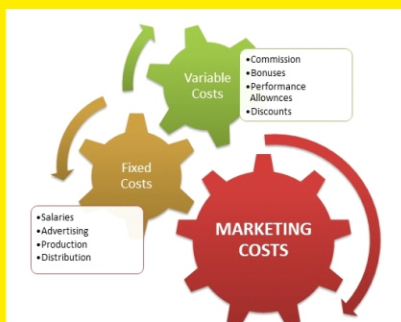 Variable
Costs
•Commission
•Bonuses
•Performance
Allownces
•Discounts
Fixed
Costs
•Salaries
•Advertising
•Production
•Distribution
MARKETING
COSTS